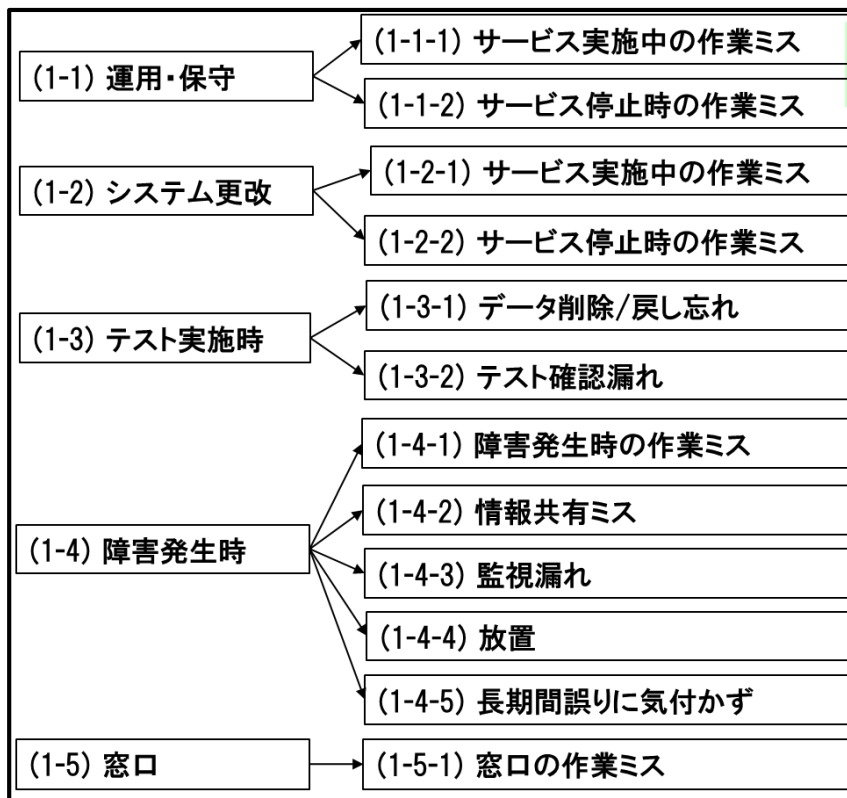 (1-1) 運用・保守
(1-1-1) サービス実施中の作業ミス
(1-1-2) サービス停止時の作業ミス
(1-2) システム更改
(1-2-1) サービス実施中の作業ミス
(1-2-2) サービス停止時の作業ミス
(1-3) テスト実施時
(1-3-1) データ削除/戻し忘れ
(1-3-2) テスト確認漏れ
(1-4) 障害発生時
(1-4-1) 障害発生時の作業ミス
(1-4-2) 情報共有ミス
(1-4-3) 監視漏れ
(1-4-4) 放置
(1-4-5) 長期間誤りに気付かず
(1-5) 窓口
(1-5-1) 窓口の作業ミス